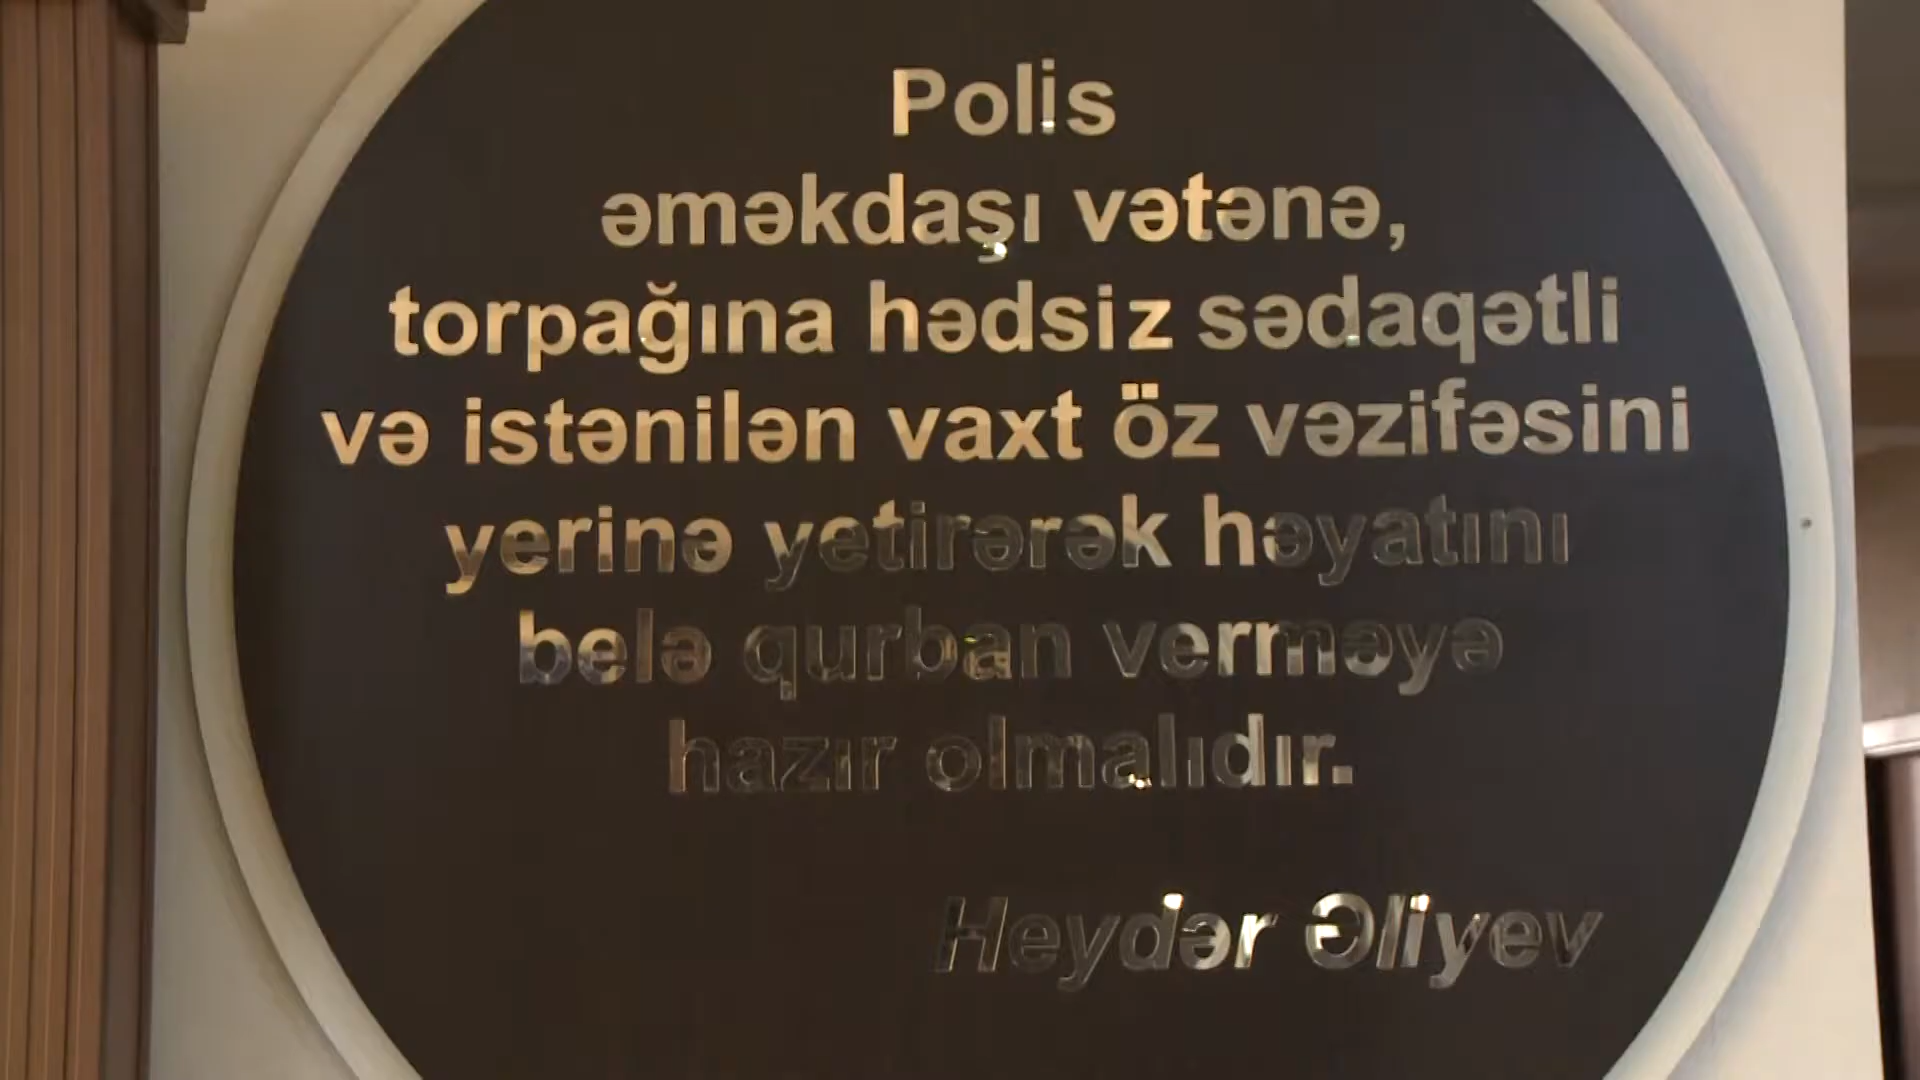 Polis
əməkdaşı vətənə,
torpağına hədsiz sədaqətli
və istənilən vaxt öz vəzifəsini
yerinə yetirərək həyatını
belə qurban verməyə
hazır olmalıdır.
Heydər Əliyev